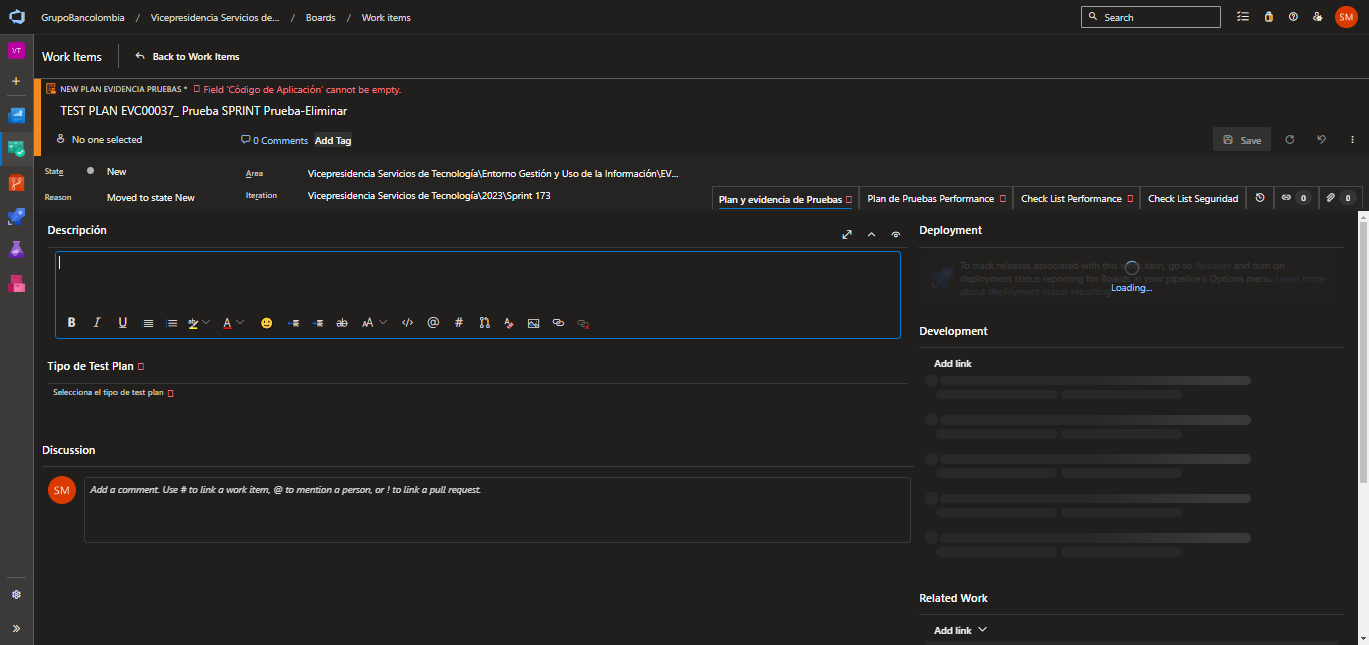 GrupoBancolombia / Vicepresidencia Servicios de... / Boards / Work items
Search
SM
VT
Work Items
Back to Work Items
NEW PLAN EVIDENCIA PRUEBAS * Field 'Código de Aplicación' cannot be empty.
TEST PLAN EVC00037_ Prueba SPRINT Prueba-Eliminar
No one selected
0 Comments
Add Tag
Save
State
New
Area
Vicepresidencia Servicios de Tecnología\Entorno Gestión y Uso de la Información\EV...
Reason
Moved to state New
Iteration
Vicepresidencia Servicios de Tecnología\2023\Sprint 173
Plan y evidencia de Pruebas
Plan de Pruebas Performance
Check List Performance
Check List Seguridad
0
0
Descripción
Deployment
To track releases associated with this work item, go to Releases and turn on
deployment status reporting for Boards in your pipeline's Options menu. Learn more
about deployment status reporting
Loading...
Development
Tipo de Test Plan
Add link
Selecciona el tipo de test plan
Discussion
SM
Add a comment. Use # to link a work item, @ to mention a person, or ! to link a pull request.
Related Work
Add link